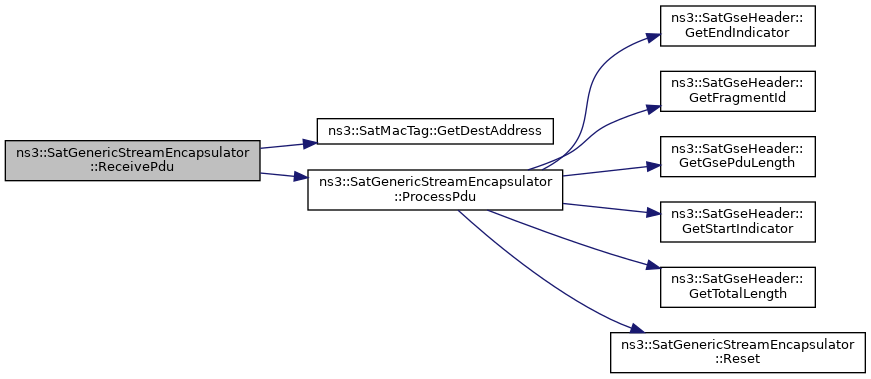 ns3::SatGenericStreamEncapsulator
::ReceivePdu
ns3::SatMacTag::GetDestAddress
ns3::SatGenericStreamEncapsulator
::ProcessPdu
ns3::SatGseHeader::
GetEndIndicator
ns3::SatGseHeader::
GetFragmentId
ns3::SatGseHeader::
GetGsePduLength
ns3::SatGseHeader::
GetStartIndicator
ns3::SatGseHeader::
GetTotalLength
ns3::SatGenericStreamEncapsulator
::Reset